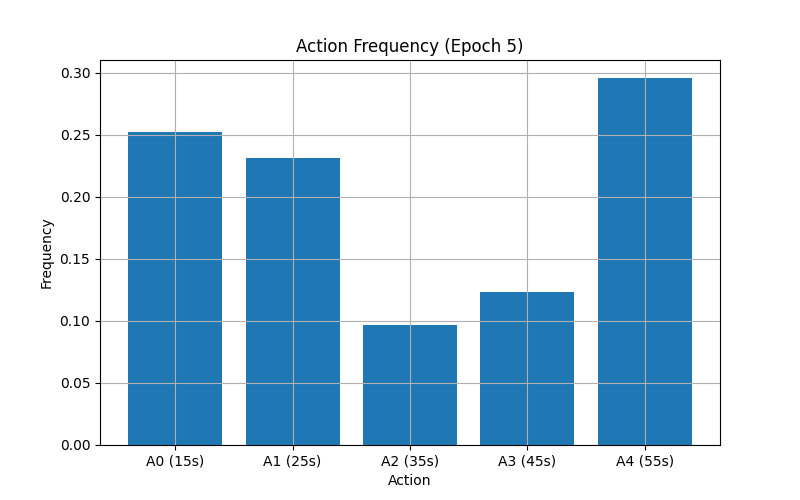 Action Frequency (Epoch 5)
0.30
0.25
0.20
0.15
0.10
0.05
0.00
Frequency
A0 (15s) A1 (25s) A2 (35s) A3 (45s) A4 (55s)
Action